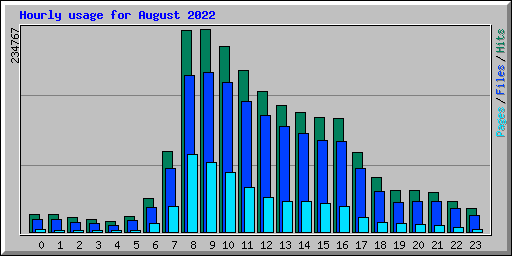 Hourly usage for August 2022
234767
Pages/Files/Hits
0 1 2 3 4 5 6 7 8 9 10 11 12 13 14 15 16 17 18 19 20 21 22 23